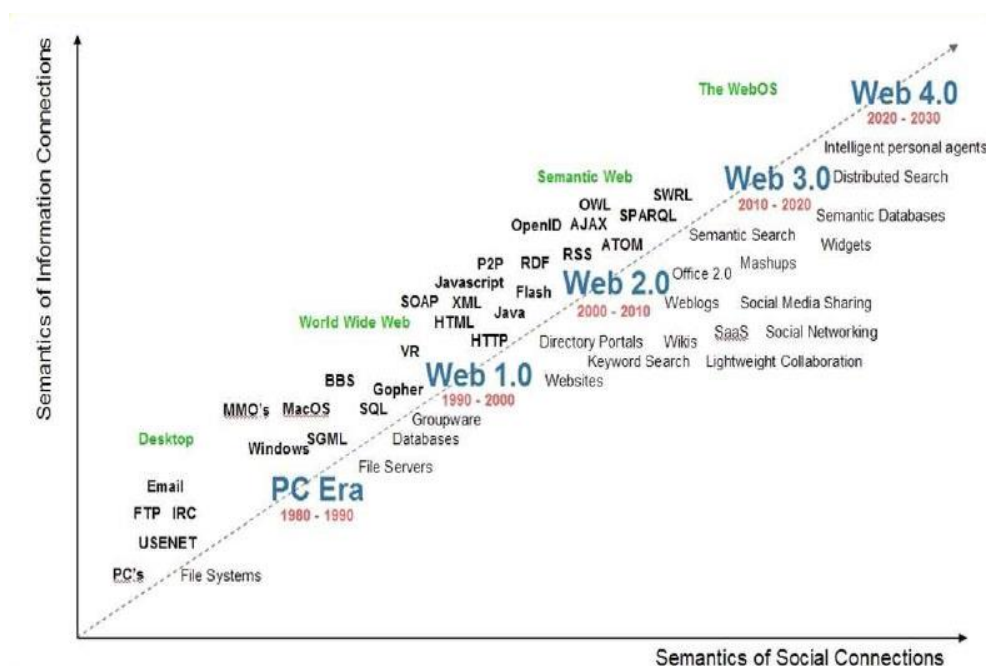 Semantics of Information Connections
The WebOS
Web 4.0
2020 - 2030
Intelligent personal agents
Semantic Web
Web 3.0
Distributed Search
2010 - 2020
SWRL
OWL
SPARQL
Semantic Databases
OpenID
AJAX
Semantic Search
ATOM
Widgets
RSS
P2P
RDF
Mashups
Office 2.0
Web 2.0
Javascript
Flash
SOAP
XML
2000 - 2010
Weblogs
Social Media Sharing
Java
World Wide Web
HTML
SaaS
Social Networking
HTTP
Directory Portals
Wikis
VR
Keyword Search
Lightweight Collaboration
Web 1.0
BBS
Websites
Gopher
1990 - 2000
MMO's
MacOS
SQL
Groupware
Desktop
SGML
Databases
Windows
File Servers
Email
PC Era
FTP
IRC
1980 - 1990
USENET
PC's
File Systems
Semantics of Social Connections